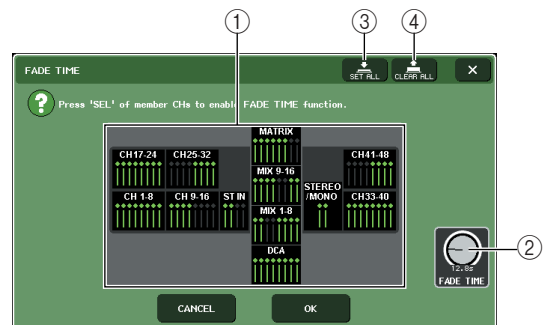 ① ③ ④
FADE TIME
SET ALL
CLEAR ALL
×
? Press 'SEL' of member CHs to enable FADE TIME function.
MATRIX
CH17-24 CH25-32 CH41-48
MIX 9-16
CH 1-8 CH 9-16 ST IN STEREO /MONO CH33-40
MIX 1-8
DCA
②
12.8s
FADE TIME
CANCEL OK